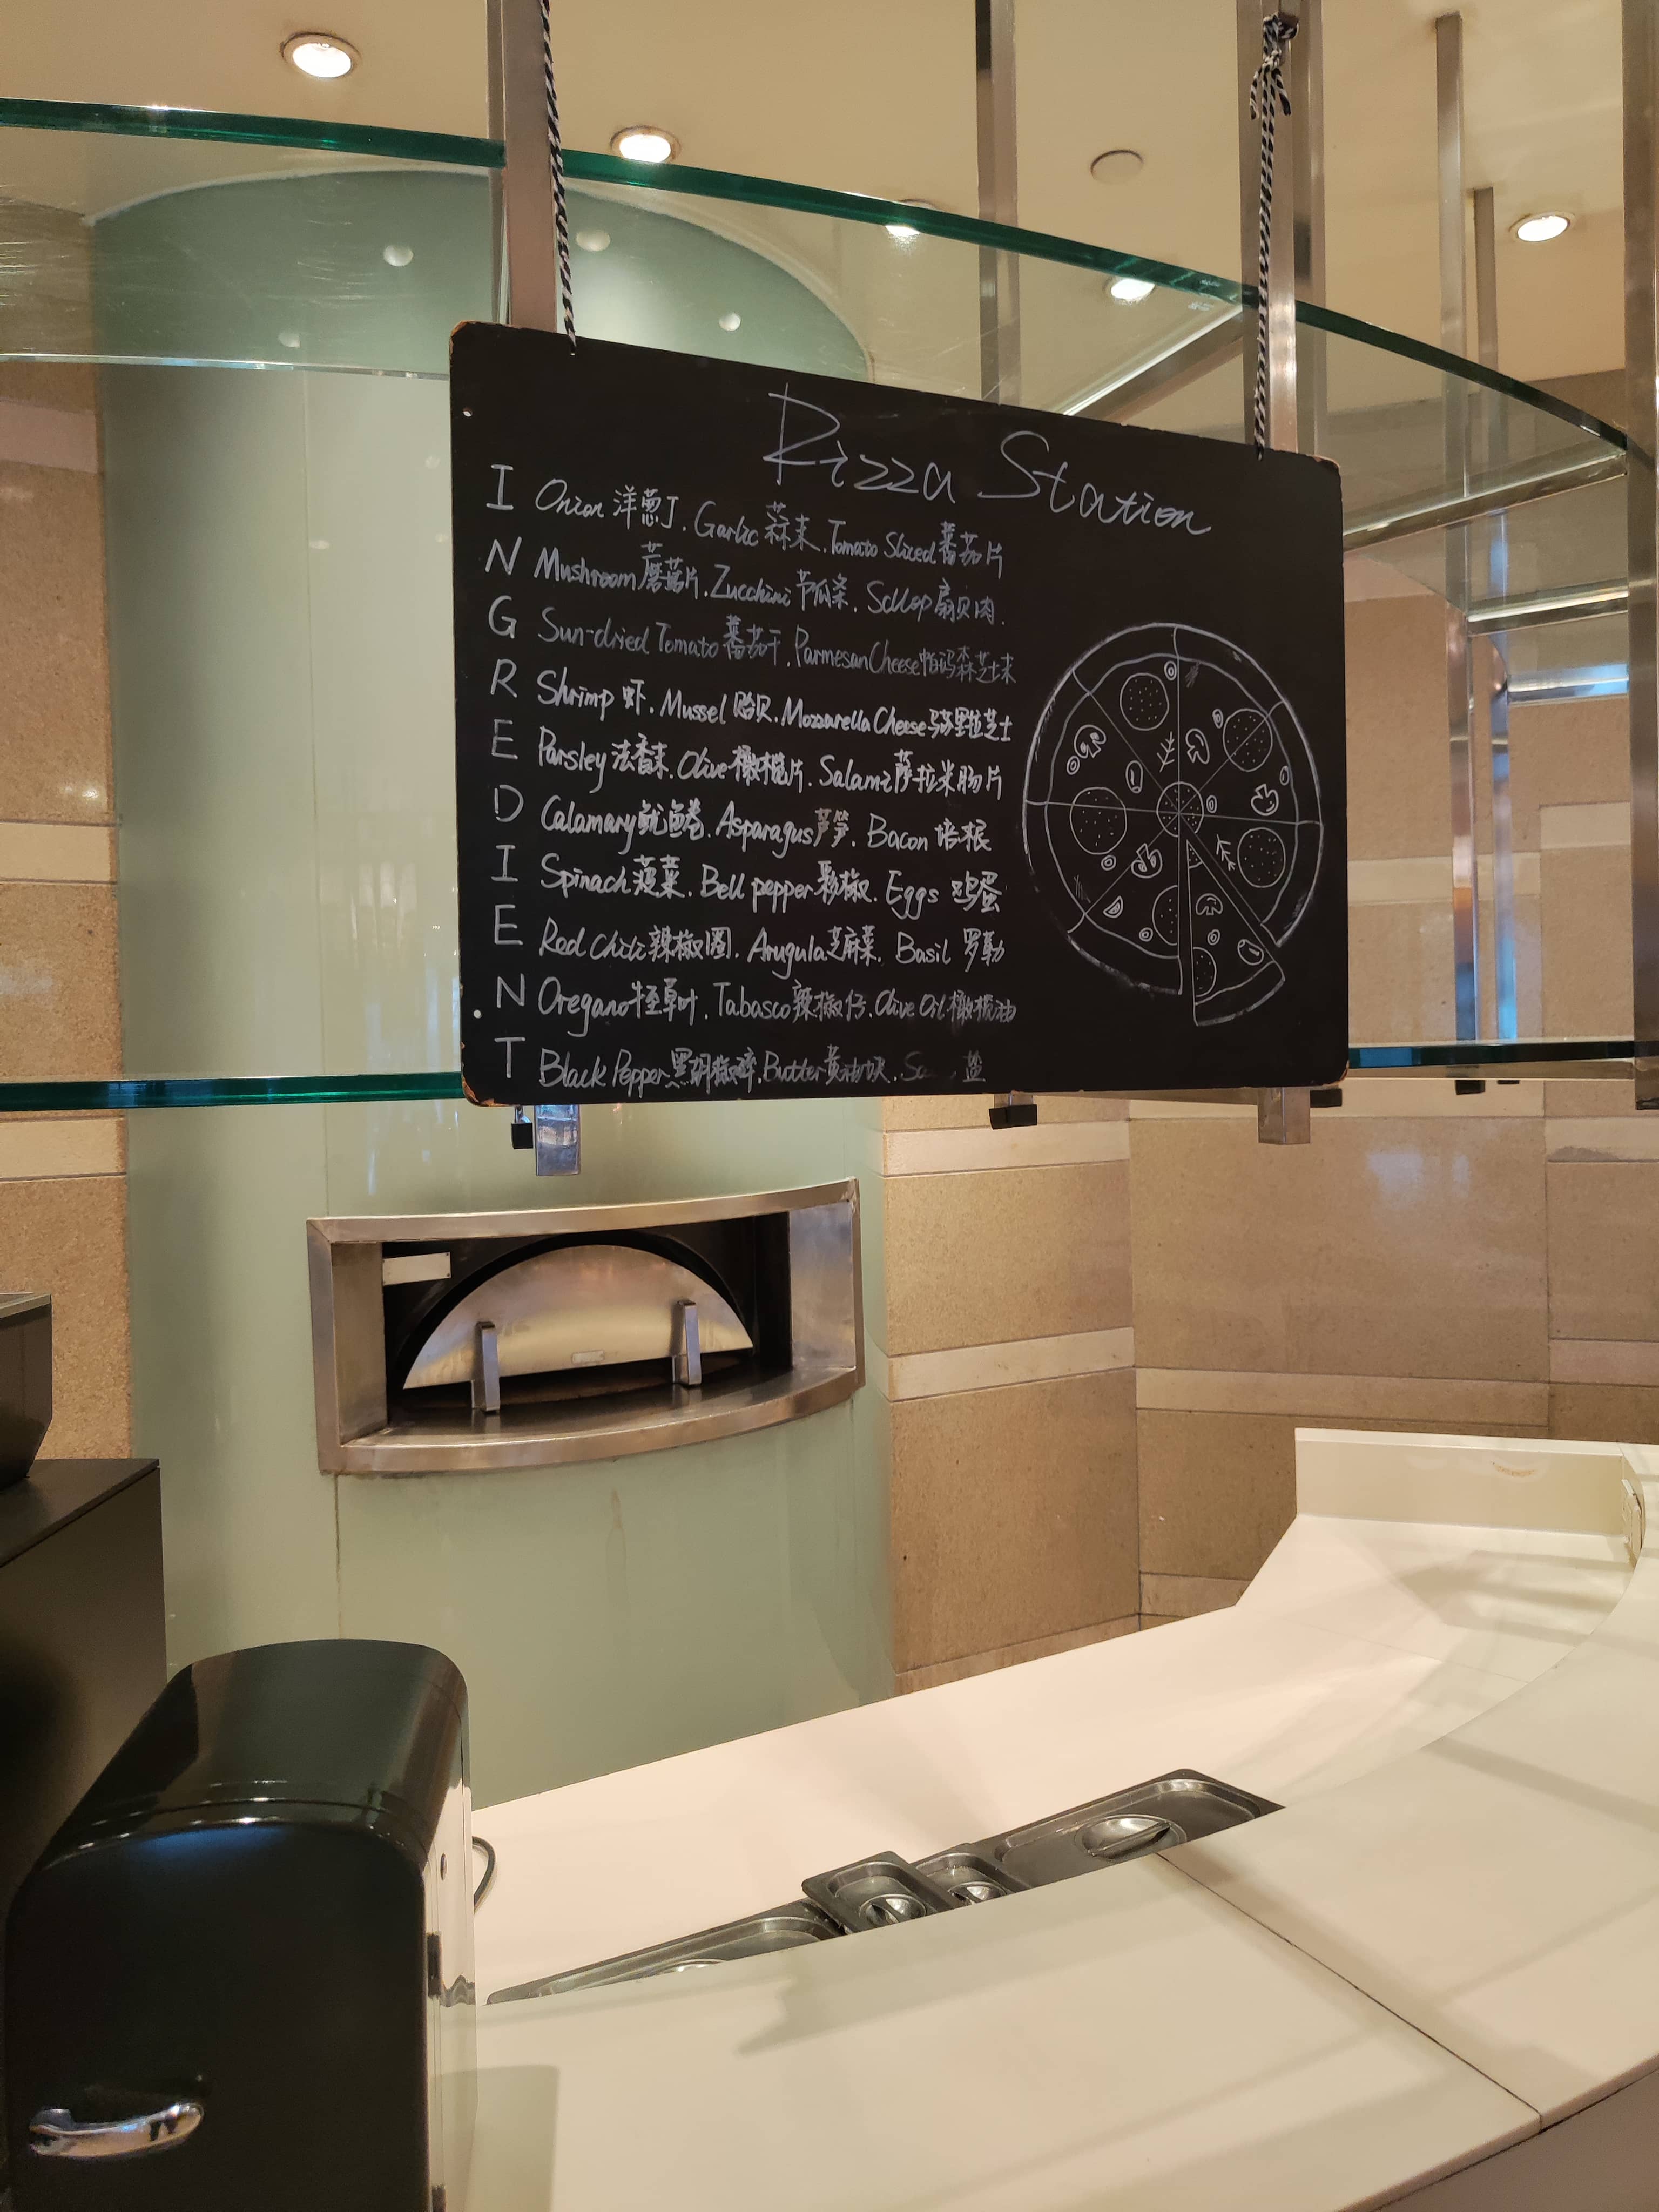 Pizza Station
I Onion 洋葱丁. Garlic 蒜末. Tomato Sliced 番茄片
N Mushroom 蘑菇片. Zucchini 节瓜条. Scllop 扇贝肉.
G Sun-dried Tomato 番茄干. Parmesan Cheese 帕玛森芝士末
R Shrimp 虾. Mussel 贻贝. Mozzarella Cheese 马苏里拉芝士
E Parsley 法香末. Olive 橄榄片. Salami 萨拉米肠片
D Calamary 鱿鱼卷. Asparagus 芦笋. Bacon 培根
I Spinach 菠菜. Bell pepper 彩椒. Eggs 鸡蛋
E Red Chili 辣椒圈. Arugula 芝麻菜. Basil 罗勒
N Oregano 牛至草叶. Tabasco 辣椒仔. Olive Oil 橄榄油
T Black Pepper 黑胡椒碎. Butter 黄油块. 盐